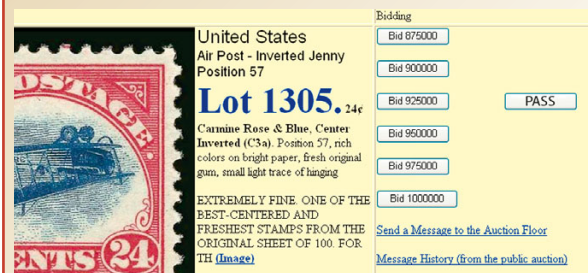 Bidding
United States
Air Post - Inverted Jenny
Position 57
Lot 1305. 24¢
Carmine Rose & Blue, Center
Inverted (C3a). Position 57, rich
colors on bright paper, fresh original
gum, small light trace of hinging
EXTREMELY FINE. ONE OF THE
BEST-CENTERED AND
FRESHEST STAMPS FROM THE
ORIGINAL SHEET OF 100. FOR
TH (Image)
Bid 875000
Bid 900000
Bid 925000
PASS
Bid 950000
Bid 975000
Bid 1000000
Send a Message to the Auction Floor
Message History (from the public auction)
OSTAGE
ENTS 24